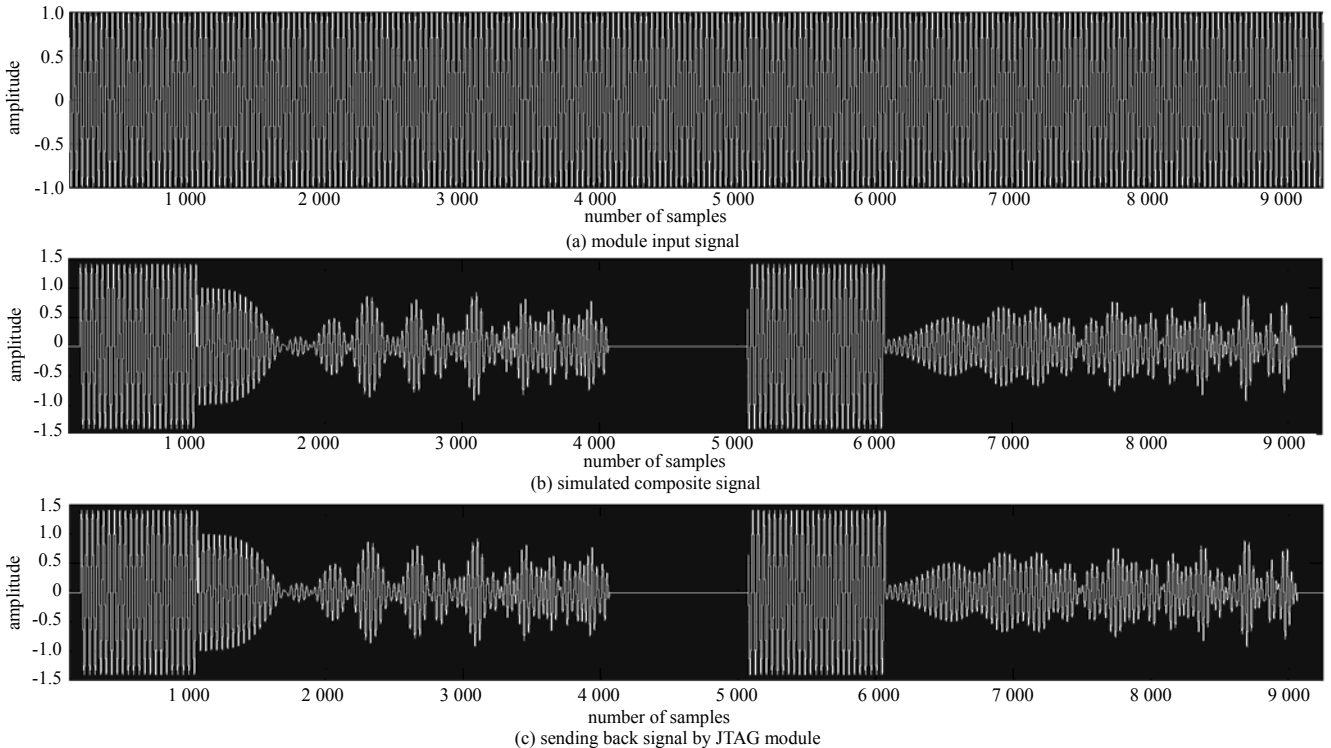 1.0
0.5
0
-0.5
-1.0
amplitude
1 000 2 000 3 000 4 000 5 000 6 000 7 000 8 000 9 000
number of samples
(a) module input signal
1.5
1.0
0.5
0
-0.5
-1.0
-1.5
amplitude
1 000 2 000 3 000 4 000 5 000 6 000 7 000 8 000 9 000
number of samples
(b) simulated composite signal
1.5
1.0
0.5
0
-0.5
-1.0
-1.5
amplitude
1 000 2 000 3 000 4 000 5 000 6 000 7 000 8 000 9 000
number of samples
(c) sending back signal by JTAG module